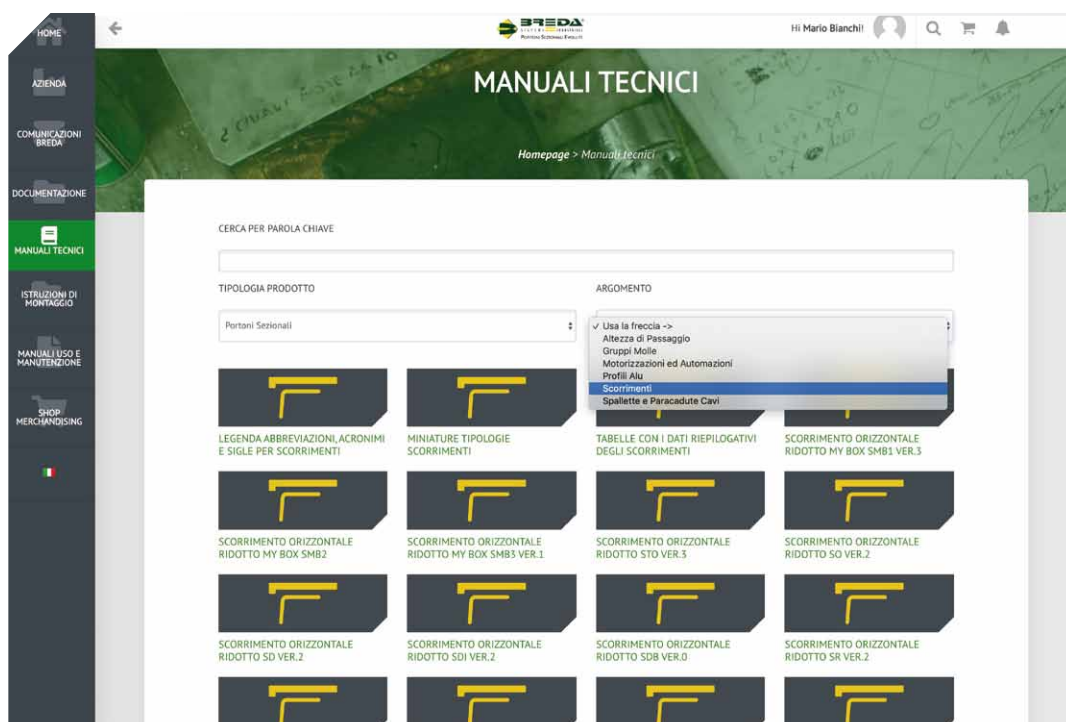 HOME
AZIENDA
COMUNICAZIONI
BREDA
DOCUMENTAZIONE
MANUALI TECNICI
ISTRUZIONI DI
MONTAGGIO
MANUALI USO E
MANUTENZIONE
SHOP
MERCHANDISING
BREDA
SISTEMI INDUSTRIALI
Portoni Sezionali Evoluti
Hi Mario Bianchi!
MANUALI TECNICI
Homepage > Manuali tecnici
CERCA PER PAROLA CHIAVE
TIPOLOGIA PRODOTTO
ARGOMENTO
Portoni Sezionali
✓ Usa la freccia ->
Altezza di Passaggio
Gruppi Molle
Motorizzazioni ed Automazioni
Profili Alu
Scorrimenti
Spallette e Paracadute Cavi
LEGENDA ABBREVIAZIONI, ACRONIMI
E SIGLE PER SCORRIMENTI
MINIATURE TIPOLOGIE
SCORRIMENTI
TABELLE CON I DATI RIEPILOGATIVI
DEGLI SCORRIMENTI
SCORRIMENTO ORIZZONTALE
RIDOTTO MY BOX SMB1 VER.3
SCORRIMENTO ORIZZONTALE
RIDOTTO MY BOX SMB2
SCORRIMENTO ORIZZONTALE
RIDOTTO MY BOX SMB3 VER.1
SCORRIMENTO ORIZZONTALE
RIDOTTO STO VER.3
SCORRIMENTO ORIZZONTALE
RIDOTTO SO VER.2
SCORRIMENTO ORIZZONTALE
RIDOTTO SD VER.2
SCORRIMENTO ORIZZONTALE
RIDOTTO SDI VER.2
SCORRIMENTO ORIZZONTALE
RIDOTTO SDB VER.0
SCORRIMENTO ORIZZONTALE
RIDOTTO SR VER.2